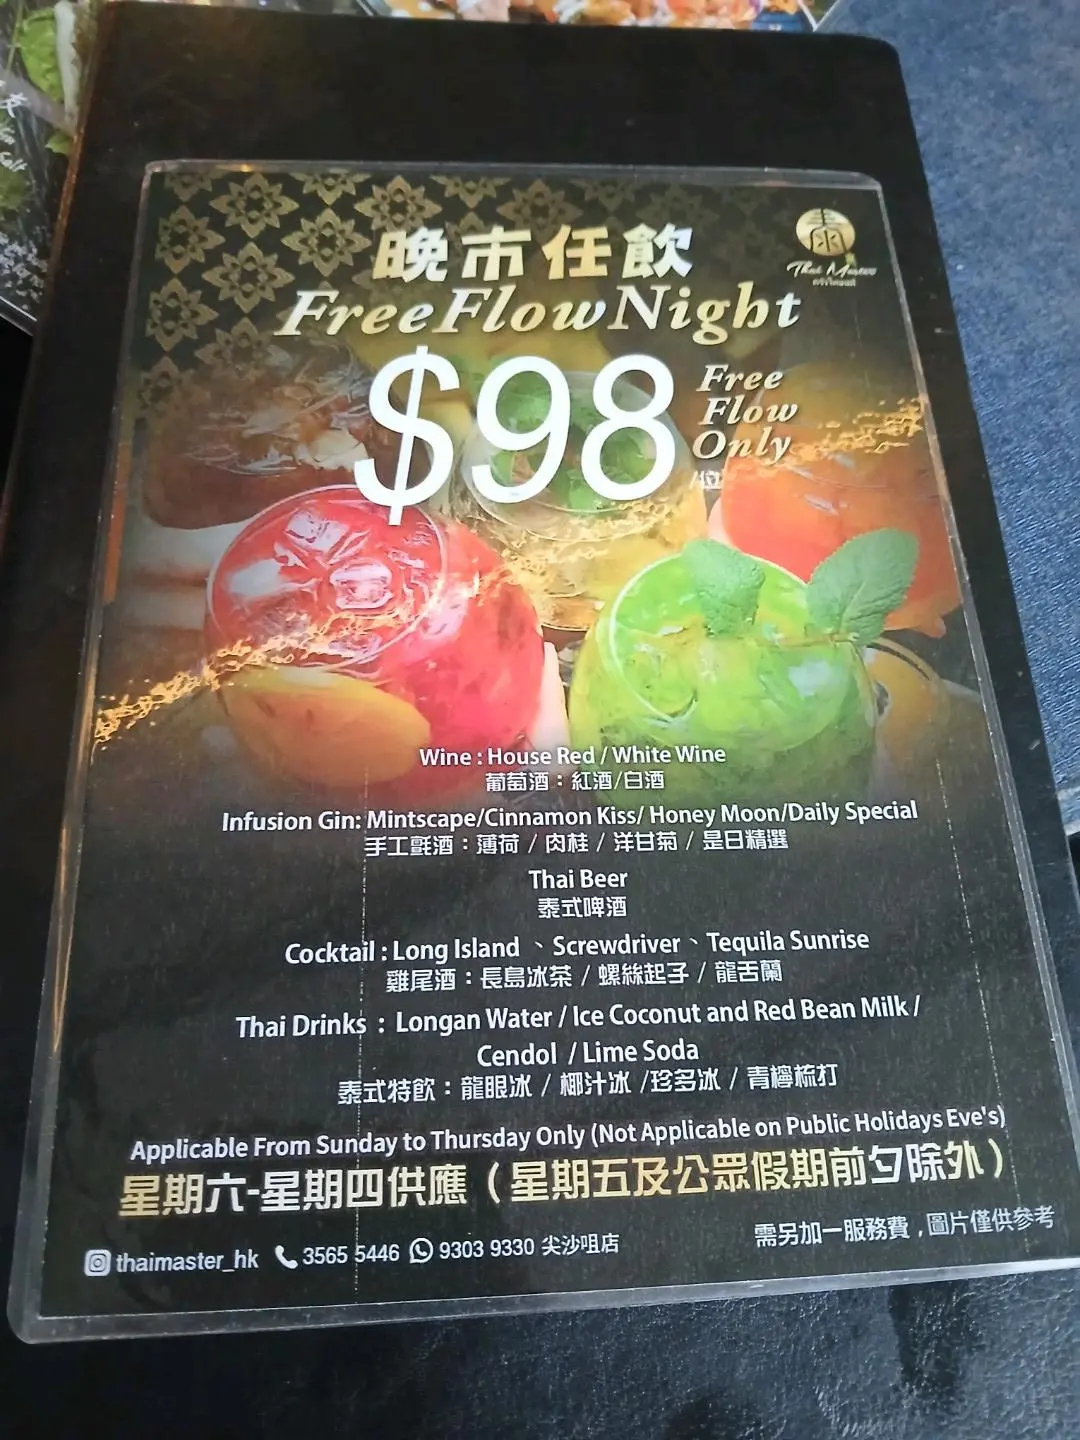 泰
Thai Master
晚市任飲
Free Flow Night
$98
Free
Flow
Only
/位
Wine : House Red / White Wine
葡萄酒：紅酒/白酒
Infusion Gin: Mintscape/Cinnamon Kiss/ Honey Moon/Daily Special
手工氈酒：薄荷 / 肉桂 / 洋甘菊 / 是日精選
Thai Beer
泰式啤酒
Cocktail : Long Island 、Screwdriver、Tequila Sunrise
雞尾酒：長島冰茶 / 螺絲起子 / 龍舌蘭
Thai Drinks : Longan Water / Ice Coconut and Red Bean Milk /
Cendol / Lime Soda
泰式特飲：龍眼冰 / 椰汁冰 /珍多冰 / 青檸梳打
Applicable From Sunday to Thursday Only (Not Applicable on Public Holidays Eve's)
星期六-星期四供應（星期五及公眾假期前夕除外）
需另加一服務費，圖片僅供參考
thaimaster_hk 3565 5446 9303 9330 尖沙咀店